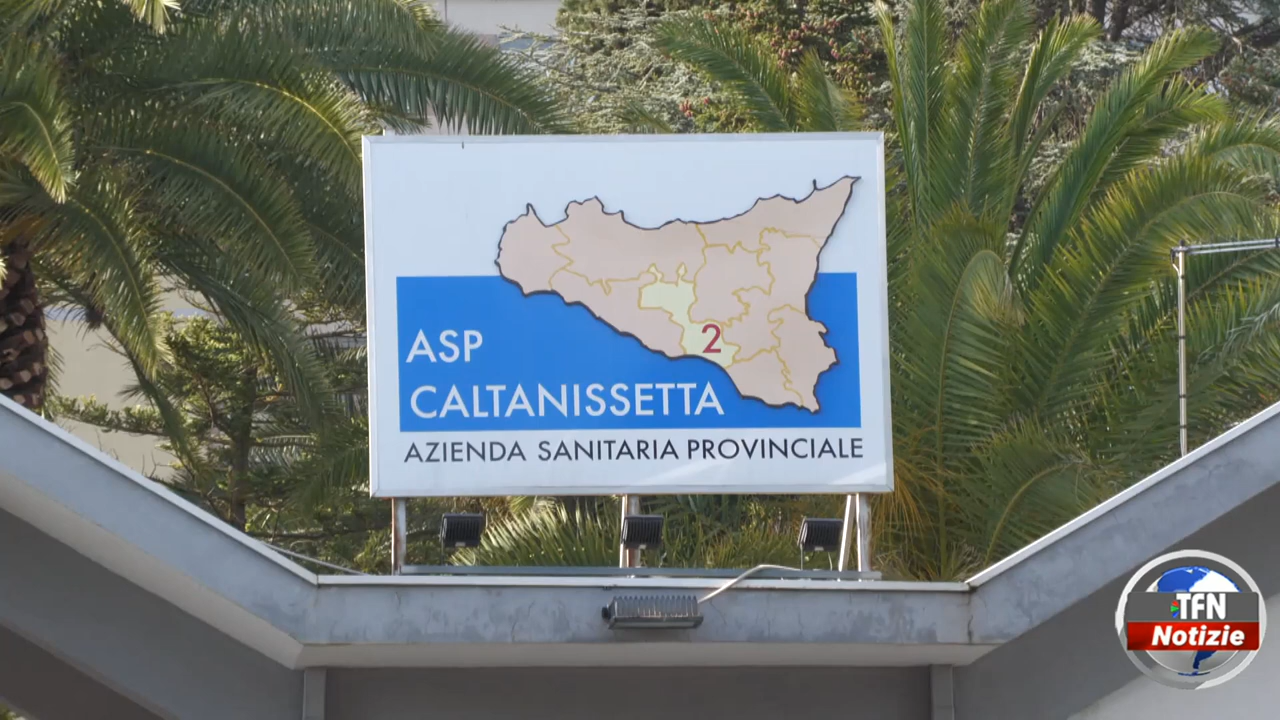 2
ASP
CALTANISSETTA
AZIENDA SANITARIA PROVINCIALE
TFN
Notizie